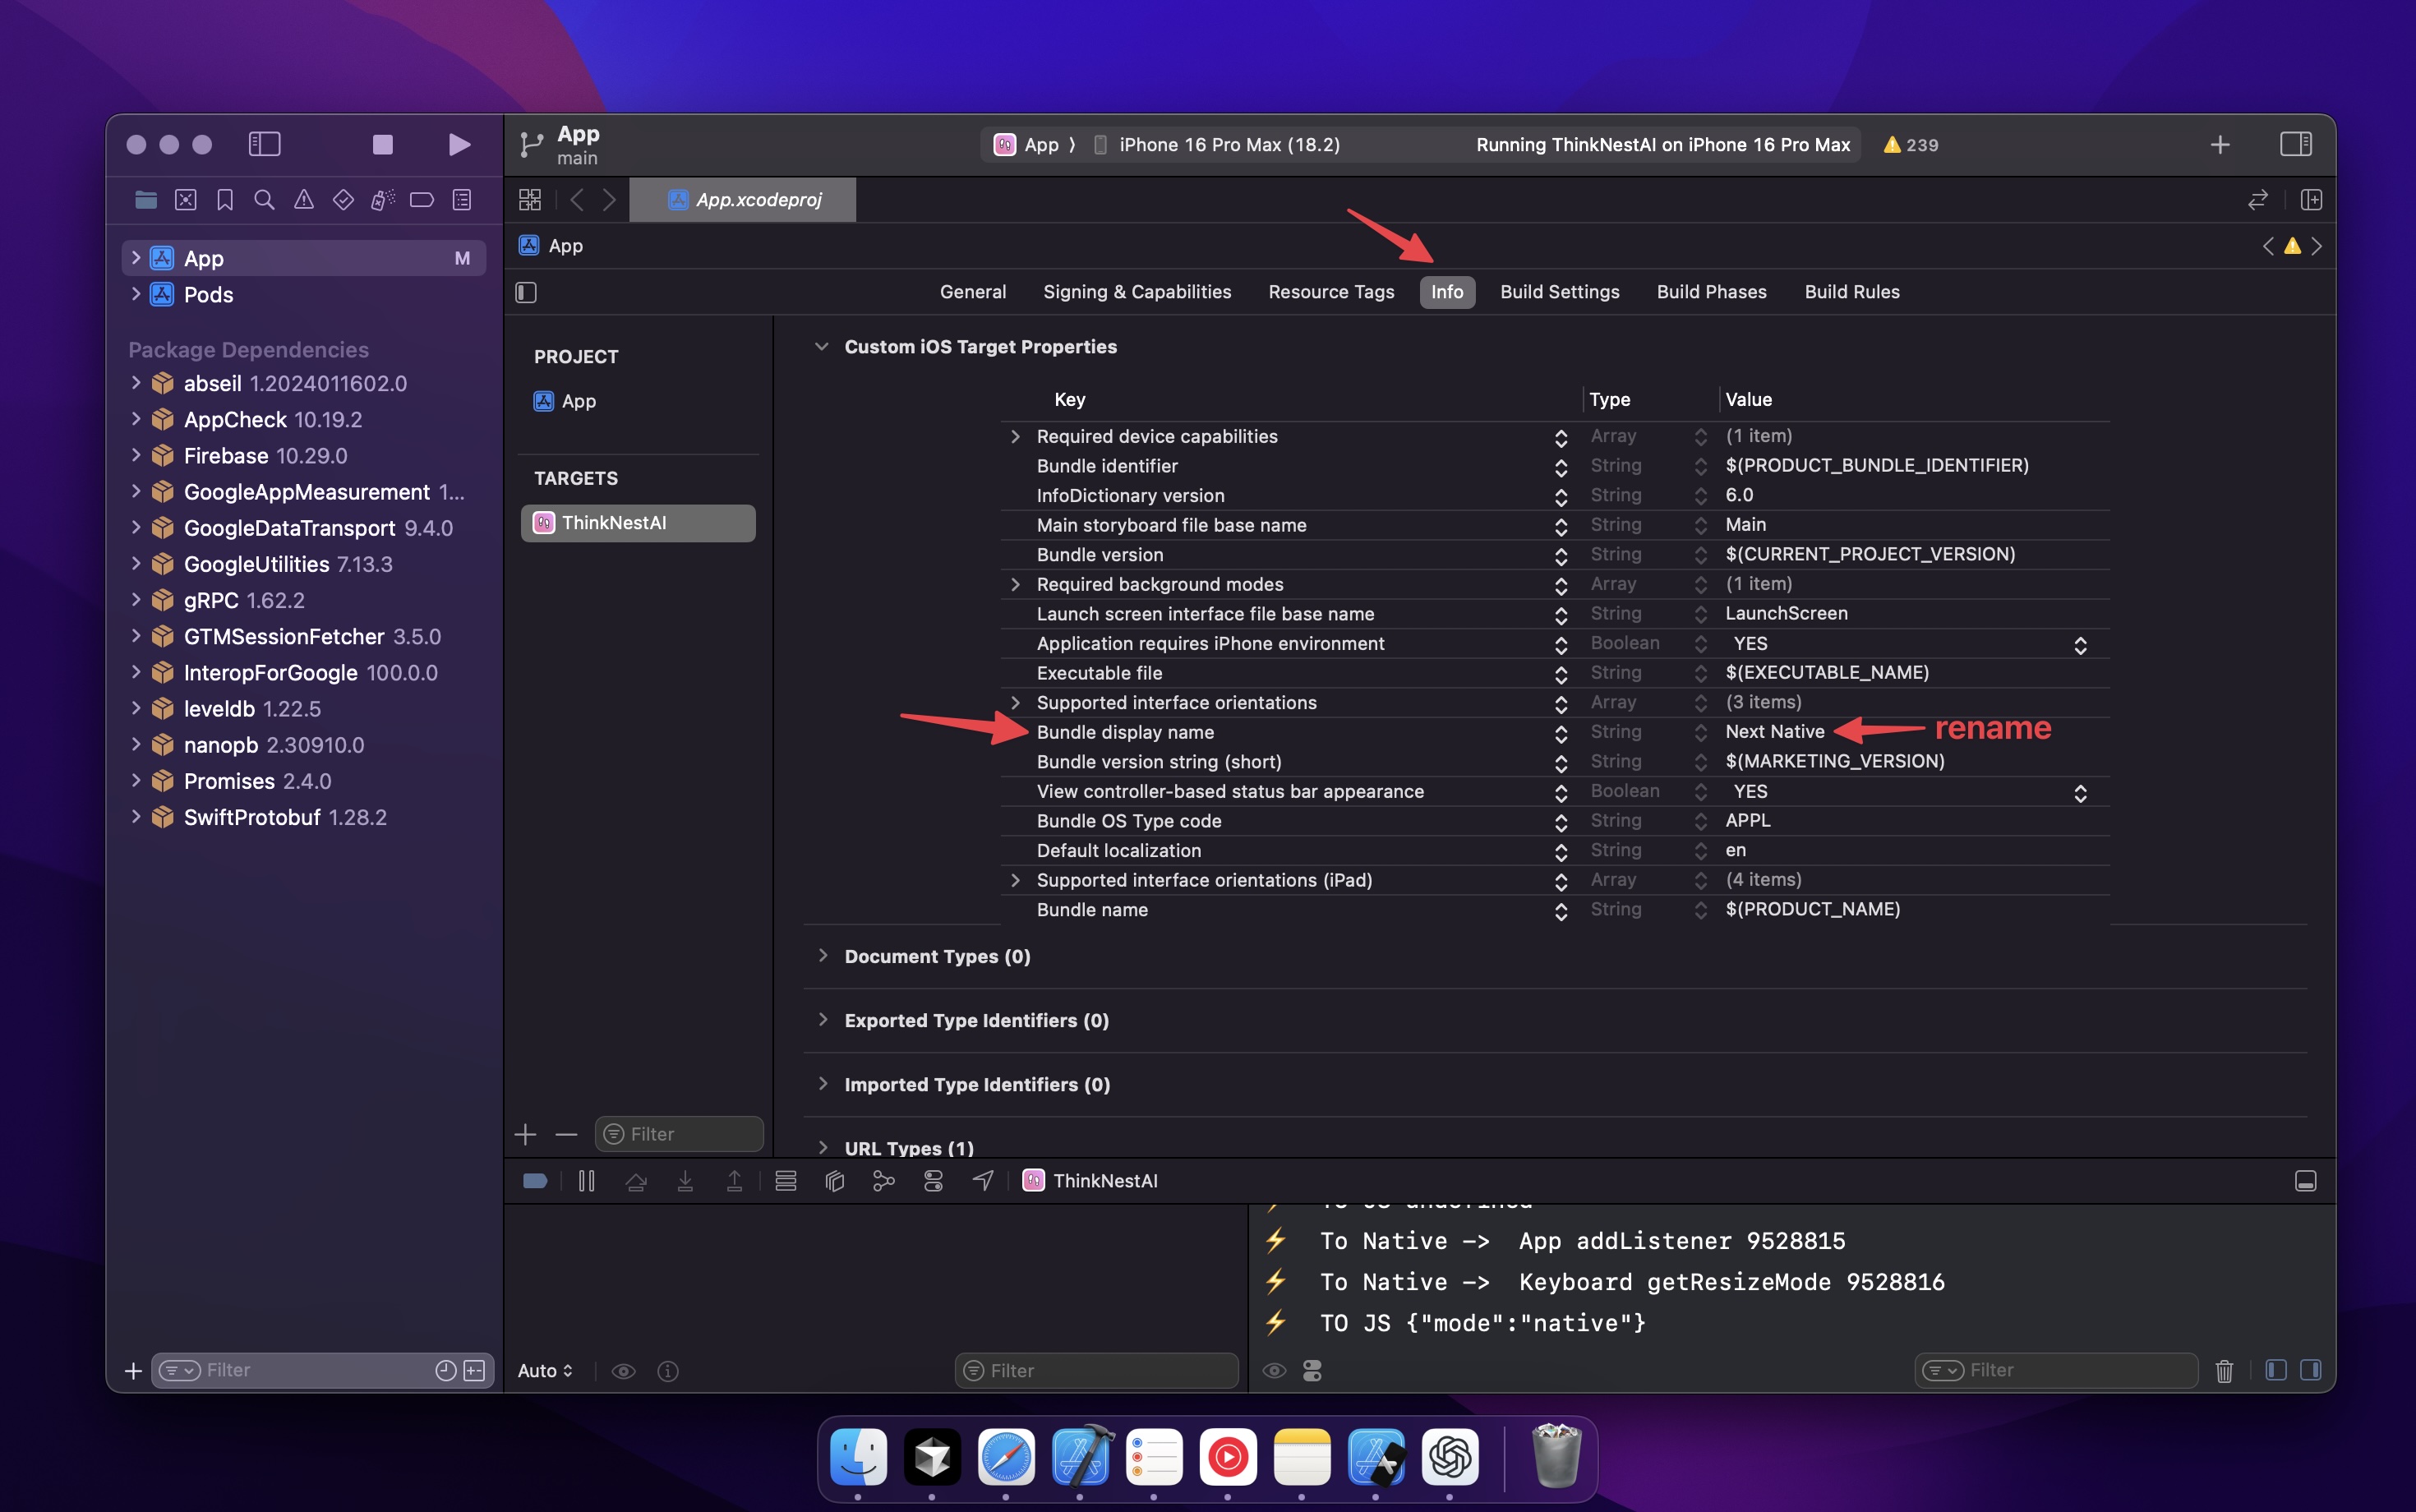 App
main
App
iPhone 16 Pro Max (18.2)
Running ThinkNestAI on iPhone 16 Pro Max
239
App.xcodeproj
App M
Pods
Package Dependencies
abseil 1.2024011602.0
AppCheck 10.19.2
Firebase 10.29.0
GoogleAppMeasurement 1...
GoogleDataTransport 9.4.0
GoogleUtilities 7.13.3
gRPC 1.62.2
GTMSessionFetcher 3.5.0
InteropForGoogle 100.0.0
leveldb 1.22.5
nanopb 2.30910.0
Promises 2.4.0
SwiftProtobuf 1.28.2
Filter
App
General Signing & Capabilities Resource Tags Info Build Settings Build Phases Build Rules
PROJECT
App
TARGETS
ThinkNestAI
Filter
Custom iOS Target Properties
Key Type Value
Required device capabilities Array (1 item)
Bundle identifier String $(PRODUCT_BUNDLE_IDENTIFIER)
InfoDictionary version String 6.0
Main storyboard file base name String Main
Bundle version String $(CURRENT_PROJECT_VERSION)
Required background modes Array (1 item)
Launch screen interface file base name String LaunchScreen
Application requires iPhone environment Boolean YES
Executable file String $(EXECUTABLE_NAME)
Supported interface orientations Array (3 items)
Bundle display name String Next Native rename
Bundle version string (short) String $(MARKETING_VERSION)
View controller-based status bar appearance Boolean YES
Bundle OS Type code String APPL
Default localization String en
Supported interface orientations (iPad) Array (4 items)
Bundle name String $(PRODUCT_NAME)
Document Types (0)
Exported Type Identifiers (0)
Imported Type Identifiers (0)
URL Types (1)
ThinkNestAI
⚡ TO JS undefined
⚡ To Native -> App addListener 9528815
⚡ To Native -> Keyboard getResizeMode 9528816
⚡ TO JS {"mode":"native"}
Auto
Filter
Filter